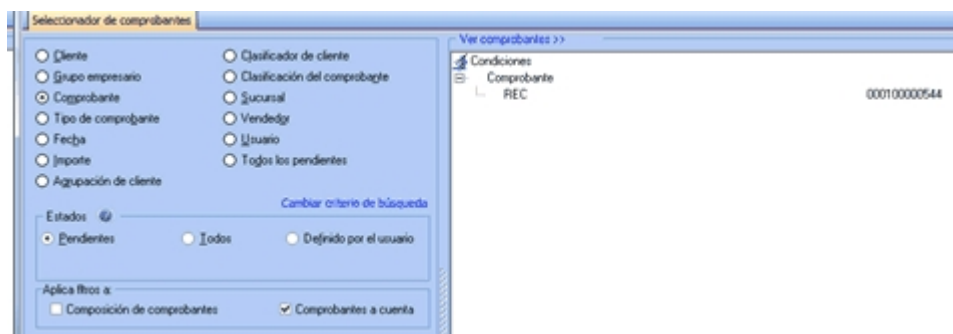 Seleccionador de comprobantes
Cliente
Grupo empresario
Comprobante
Tipo de comprobante
Fecha
Importe
Agrupación de cliente
Clasificador de cliente
Clasificación del comprobante
Sucursal
Vendedor
Usuario
Todos los pendientes
Cambiar criterio de búsqueda
Estados
Pendientes Todos Definido por el usuario
Aplica filtros a:
Composición de comprobantes Comprobantes a cuenta
Ver comprobantes >>
Condiciones
Comprobante
REC 000100000544